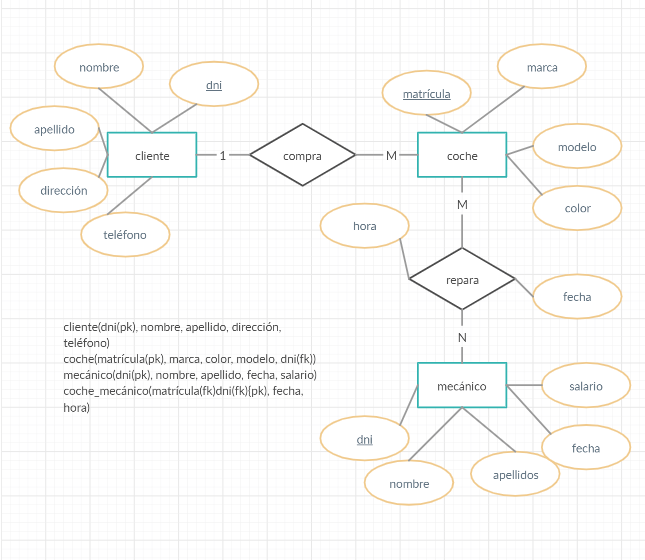 nombre
dni
apellido
dirección
teléfono
cliente
1
compra
M
coche
matrícula
marca
modelo
color
M
hora
repara
fecha
N
mecánico
salario
dni
fecha
nombre
apellidos
cliente(dni(pk), nombre, apellido, dirección,
teléfono)
coche(matrícula(pk), marca, color, modelo, dni(fk))
mecánico(dni(pk), nombre, apellido, fecha, salario)
coche_mecánico(matrícula(fk)dni(fk){pk), fecha,
hora)